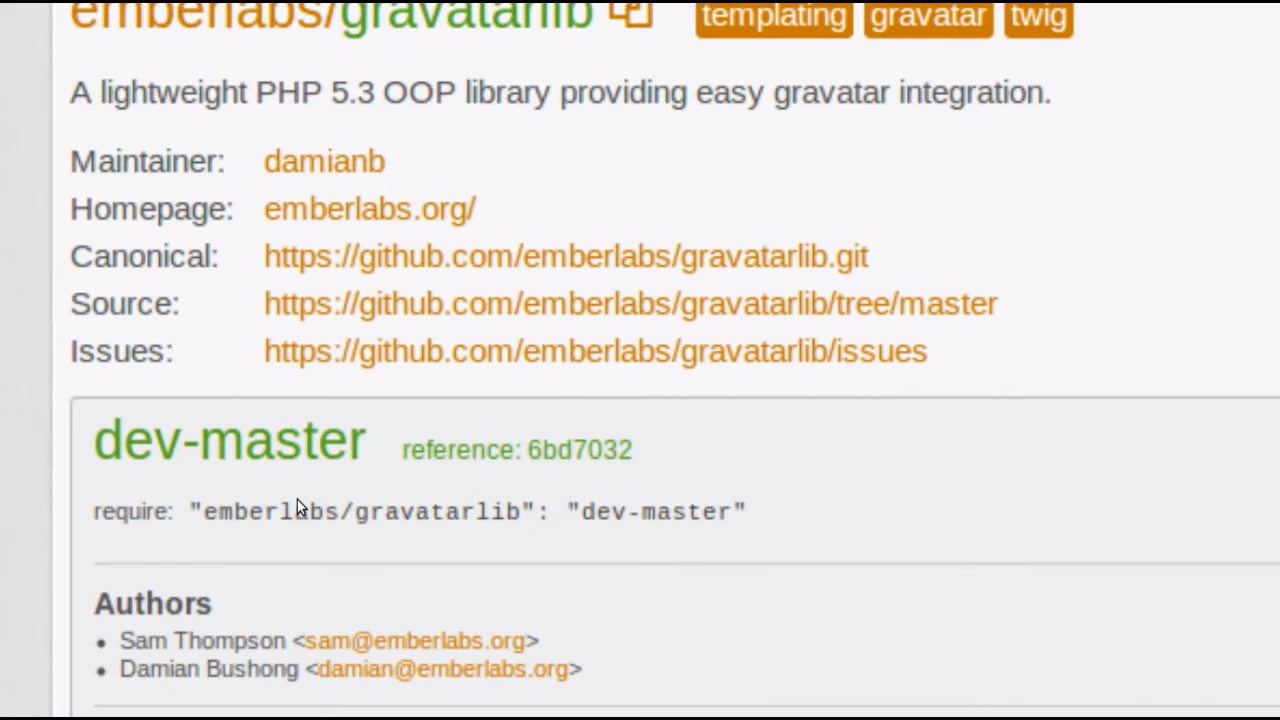 emberlabs/gravatarlib templating gravatar twig
A lightweight PHP 5.3 OOP library providing easy gravatar integration.
Maintainer: damianb
Homepage: emberlabs.org/
Canonical: https://github.com/emberlabs/gravatarlib.git
Source: https://github.com/emberlabs/gravatarlib/tree/master
Issues: https://github.com/emberlabs/gravatarlib/issues
dev-master reference: 6bd7032
require: "emberlabs/gravatarlib": "dev-master"
Authors
• Sam Thompson <sam@emberlabs.org>
• Damian Bushong <damian@emberlabs.org>